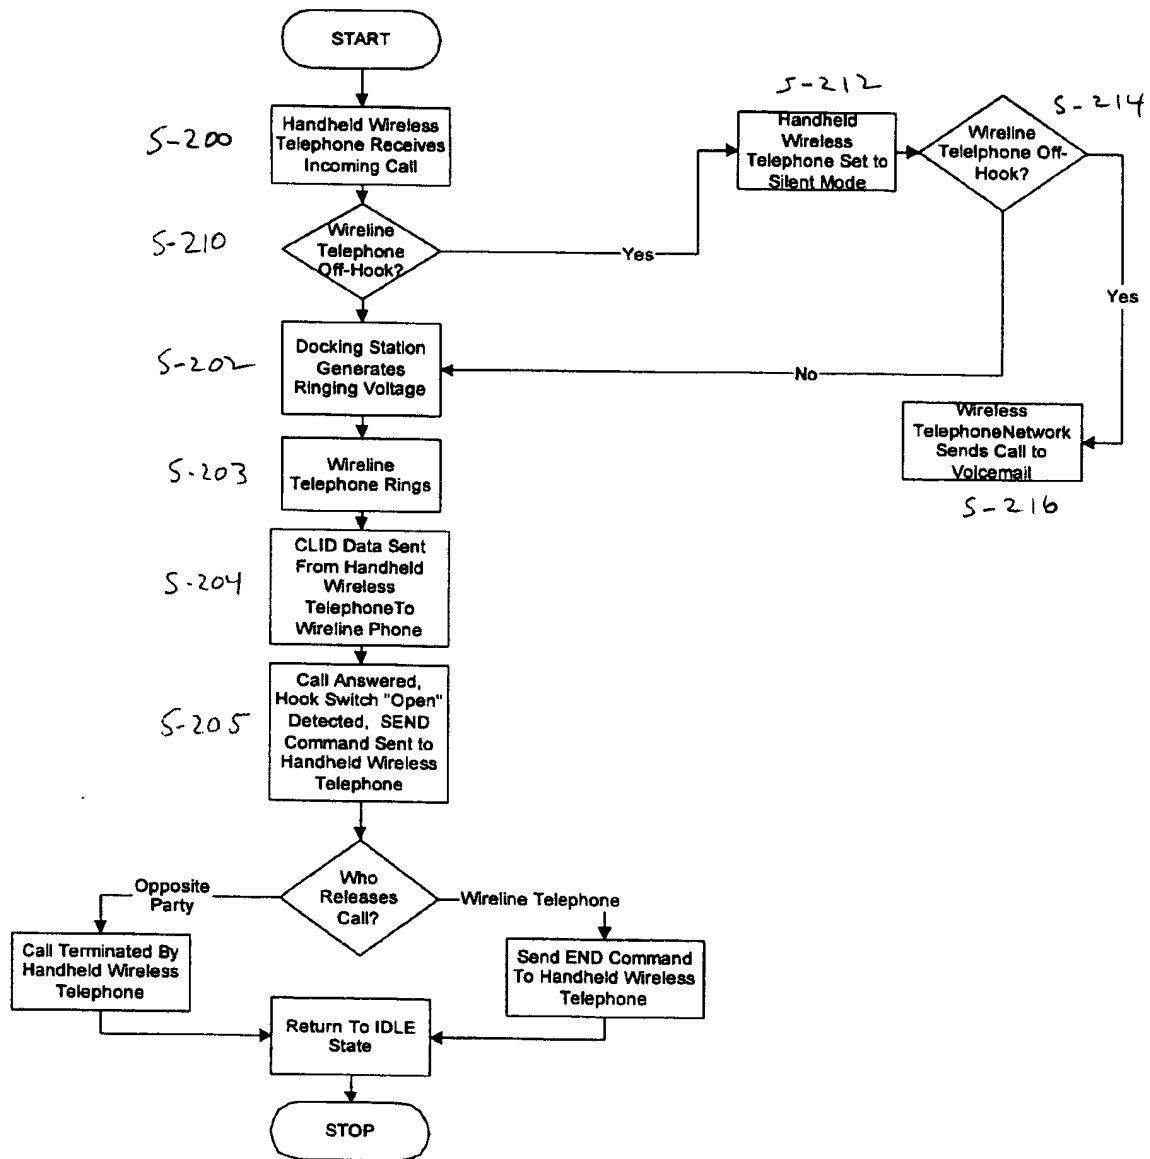 START
S-200
Handheld Wireless
Telephone Receives
Incoming Call
S-210
Wireline
Telephone
Off-Hook?
Yes
S-212
Handheld
Wireless
Telephone Set to
Silent Mode
S-214
Wireline
Telelphone Off-
Hook?
Yes
No
Wireless
TelephoneNetwork
Sends Call to
Voicemail
S-216
S-202
Docking Station
Generates
Ringing Voltage
S-203
Wireline
Telephone Rings
S-204
CLID Data Sent
From Handheld
Wireless
TelephoneTo
Wireline Phone
S-205
Call Answered,
Hook Switch "Open"
Detected, SEND
Command Sent to
Handheld Wireless
Telephone
Who
Releases
Call?
Opposite
Party
Wireline Telephone
Call Terminated By
Handheld Wireless
Telephone
Send END Command
To Handheld Wireless
Telephone
Return To IDLE
State
STOP